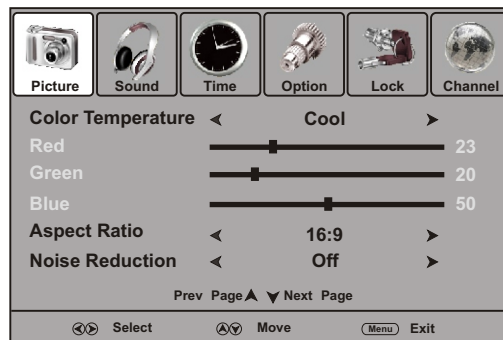 Picture Sound Time Option Lock Channel
Color Temperature Cool
Red 23
Green 20
Blue 50
Aspect Ratio 16:9
Noise Reduction Off
Prev Page Next Page
Select Move Menu Exit